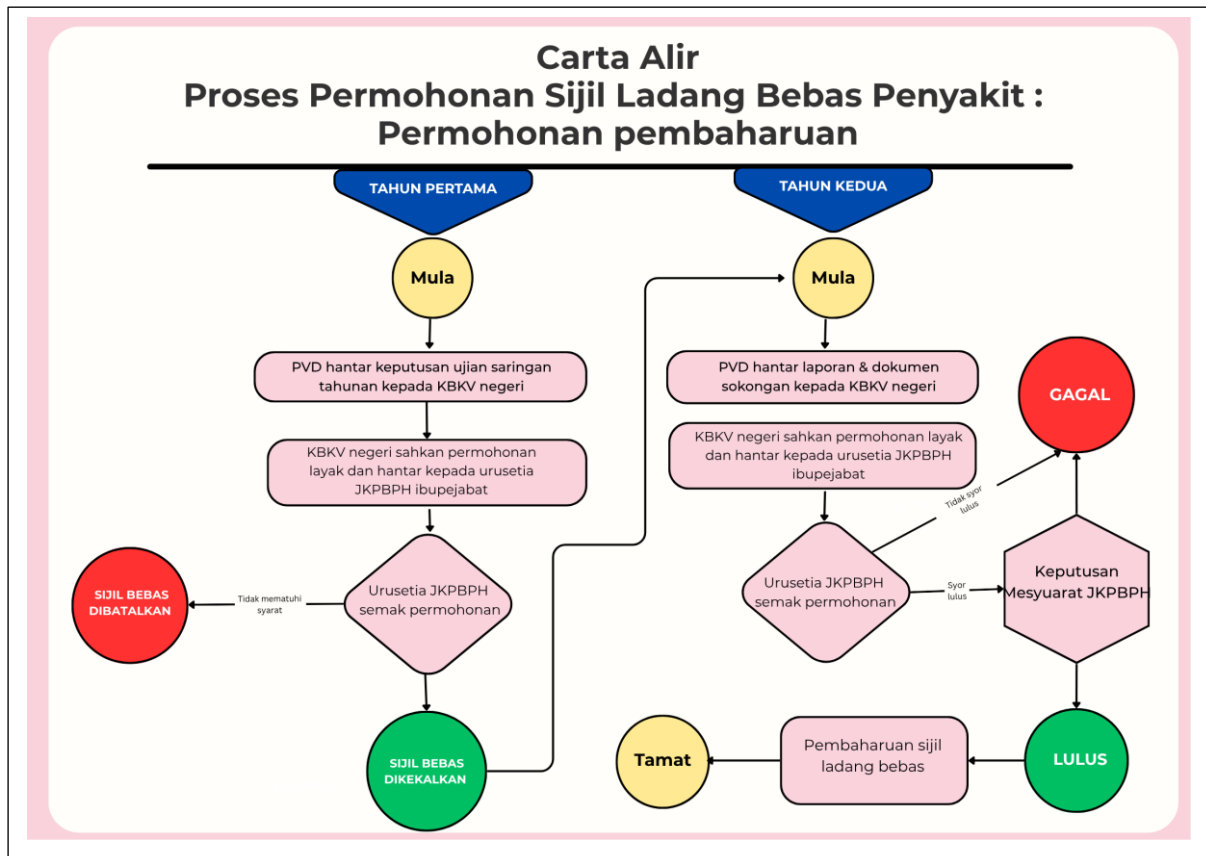 Carta Alir
Proses Permohonan Sijil Ladang Bebas Penyakit :
Permohonan pembaharuan
TAHUN PERTAMA
Mula
PVD hantar keputusan ujian saringan
tahunan kepada KBKV negeri
KBKV negeri sahkan permohonan
layak dan hantar kepada urusetia
JKPBPH ibupejabat
Urusetia JKPBPH
semak permohonan
Tidak mematuhi
syarat
SIJIL BEBAS
DIBATALKAN
SIJIL BEBAS
DIKEKALKAN
TAHUN KEDUA
Mula
PVD hantar laporan & dokumen
sokongan kepada KBKV negeri
KBKV negeri sahkan permohonan layak
dan hantar kepada urusetia JKPBPH
ibupejabat
Urusetia JKPBPH
semak permohonan
Tidak syor
lulus
GAGAL
Syor
lulus
Keputusan
Mesyuarat JKPBPH
LULUS
Pembaharuan sijil
ladang bebas
Tamat